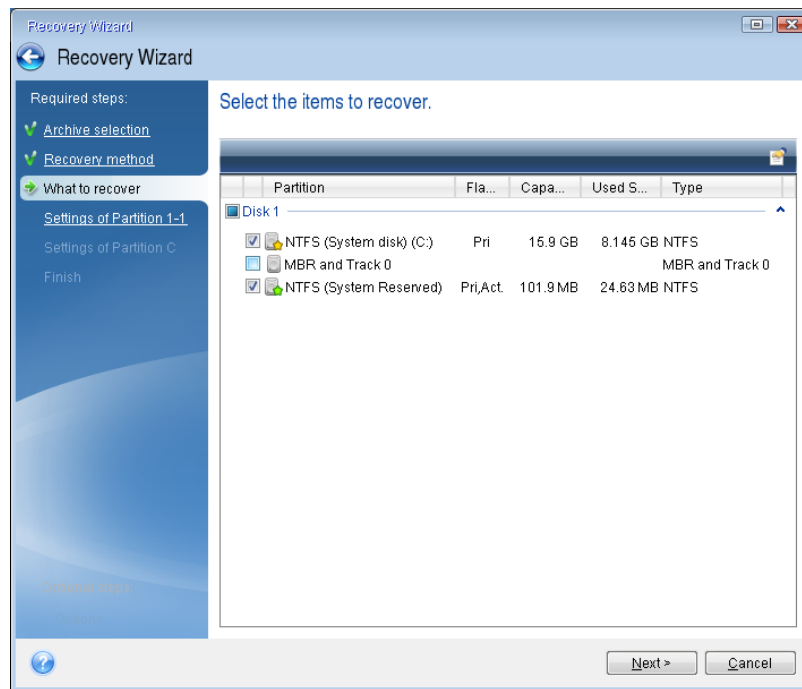 Recovery Wizard
Recovery Wizard
Required steps:
Archive selection
Recovery method
What to recover
Settings of Partition 1-1
Settings of Partition C
Finish
Select the items to recover.
Partition Fla... Capa... Used S... Type
Disk 1
NTFS (System disk) (C:) Pri 15.9 GB 8.145 GB NTFS
MBR and Track 0 MBR and Track 0
NTFS (System Reserved) Pri,Act. 101.9 MB 24.63 MB NTFS
Options
Next >
Cancel